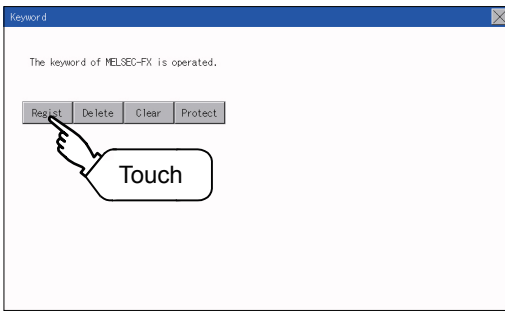 Keyword
The keyword of MELSEC-FX is operated.
Regist Delete Clear Protect
Touch